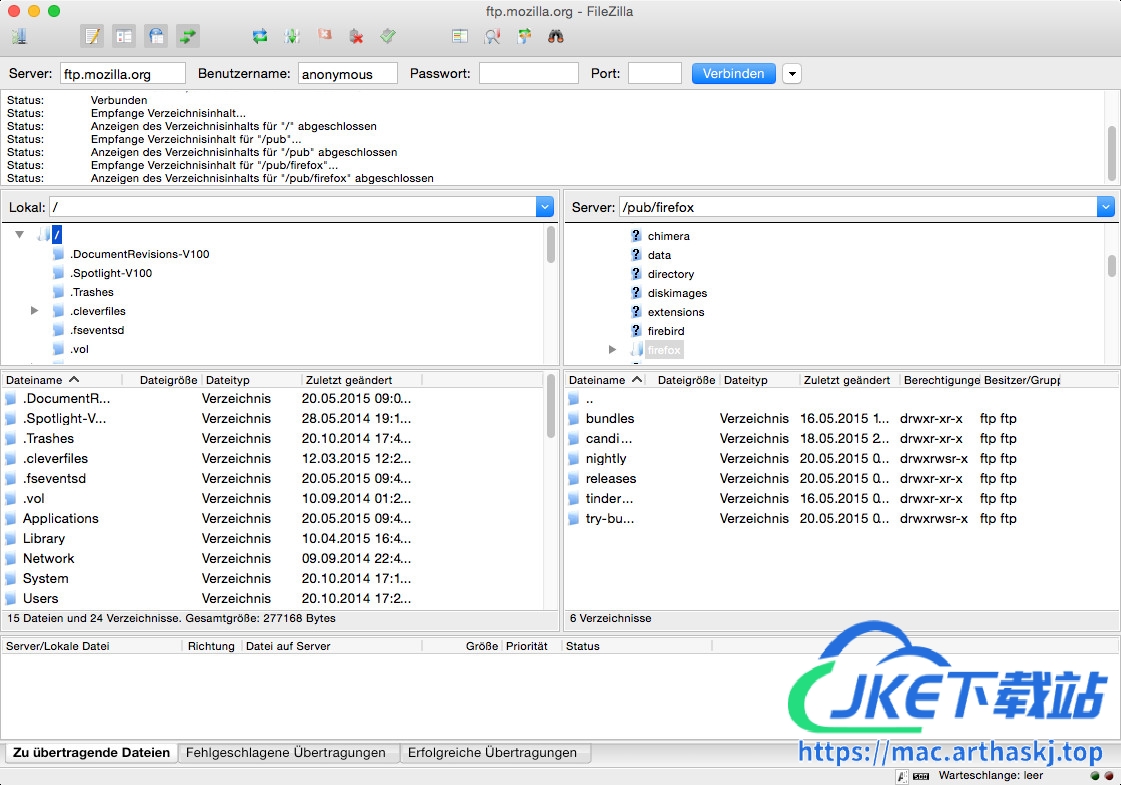 ftp.mozilla.org - FileZilla
Server: ftp.mozilla.org Benutzername: anonymous Passwort: Port: Verbinden
Status: Verbunden
Status: Empfange Verzeichnisinhalt...
Status: Anzeigen des Verzeichnisinhalts für "/" abgeschlossen
Status: Empfange Verzeichnisinhalt für "/pub"...
Status: Anzeigen des Verzeichnisinhalts für "/pub" abgeschlossen
Status: Empfange Verzeichnisinhalt für "/pub/firefox"...
Status: Anzeigen des Verzeichnisinhalts für "/pub/firefox" abgeschlossen
Lokal: /
/
.DocumentRevisions-V100
.Spotlight-V100
.Trashes
.cleverfiles
.fseventsd
.vol
Server: /pub/firefox
chimera
data
directory
diskimages
extensions
firebird
firefox
Dateiname Dateigröße Dateityp Zuletzt geändert
.DocumentR... Verzeichnis 20.05.2015 09:0...
.Spotlight-V... Verzeichnis 28.05.2014 19:1...
.Trashes Verzeichnis 20.10.2014 17:4...
.cleverfiles Verzeichnis 12.03.2015 12:2...
.fseventsd Verzeichnis 20.05.2015 09:4...
.vol Verzeichnis 10.09.2014 01:2...
Applications Verzeichnis 20.05.2015 09:4...
Library Verzeichnis 10.04.2015 16:4...
Network Verzeichnis 09.09.2014 22:4...
System Verzeichnis 20.10.2014 17:1...
Users Verzeichnis 20.10.2014 17:2...
15 Dateien und 24 Verzeichnisse. Gesamtgröße: 277168 Bytes
Dateiname Dateigröße Dateityp Zuletzt geändert Berechtigunge Besitzer/Grupp
..
bundles Verzeichnis 16.05.2015 1... drwxr-xr-x ftp ftp
candi... Verzeichnis 18.05.2015 2... drwxr-xr-x ftp ftp
nightly Verzeichnis 20.05.2015 0... drwxrwsr-x ftp ftp
releases Verzeichnis 20.05.2015 0... drwxr-xr-x ftp ftp
tinder... Verzeichnis 16.05.2015 0... drwxr-xr-x ftp ftp
try-bu... Verzeichnis 20.05.2015 0... drwxrwsr-x ftp ftp
6 Verzeichnisse
Server/Lokale Datei Richtung Datei auf Server Größe Priorität Status
JKE下载站
https://mac.arthaskj.top
Zu übertragende Dateien Fehlgeschlagene Übertragungen Erfolgreiche Übertragungen
Warteschlange: leer